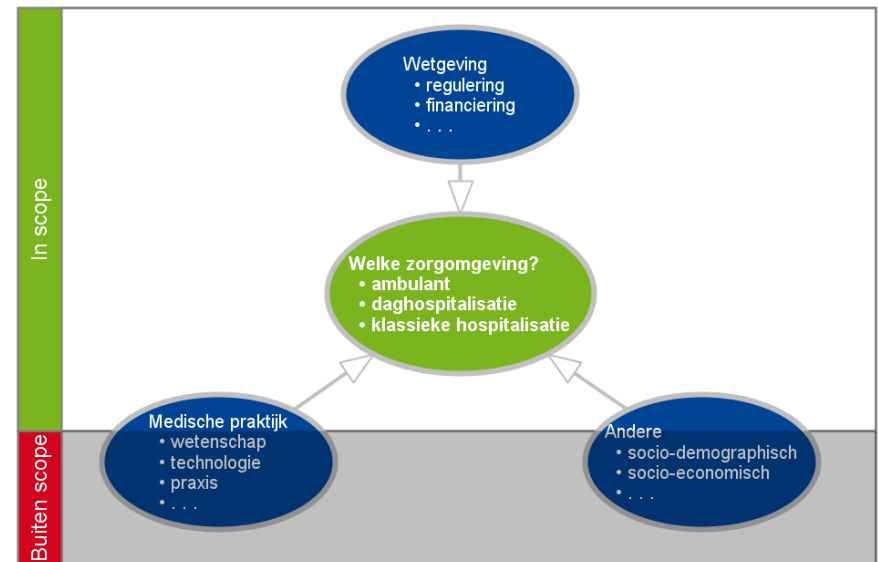 In scope
Wetgeving
• regulering
• financiering
• . . .
Welke zorgomgeving?
• ambulant
• daghospitalisatie
• klassieke hospitalisatie
Buiten scope
Medische praktijk
• wetenschap
• technologie
• praxis
• . . .
Andere
• socio-demographisch
• socio-economisch
• . . .